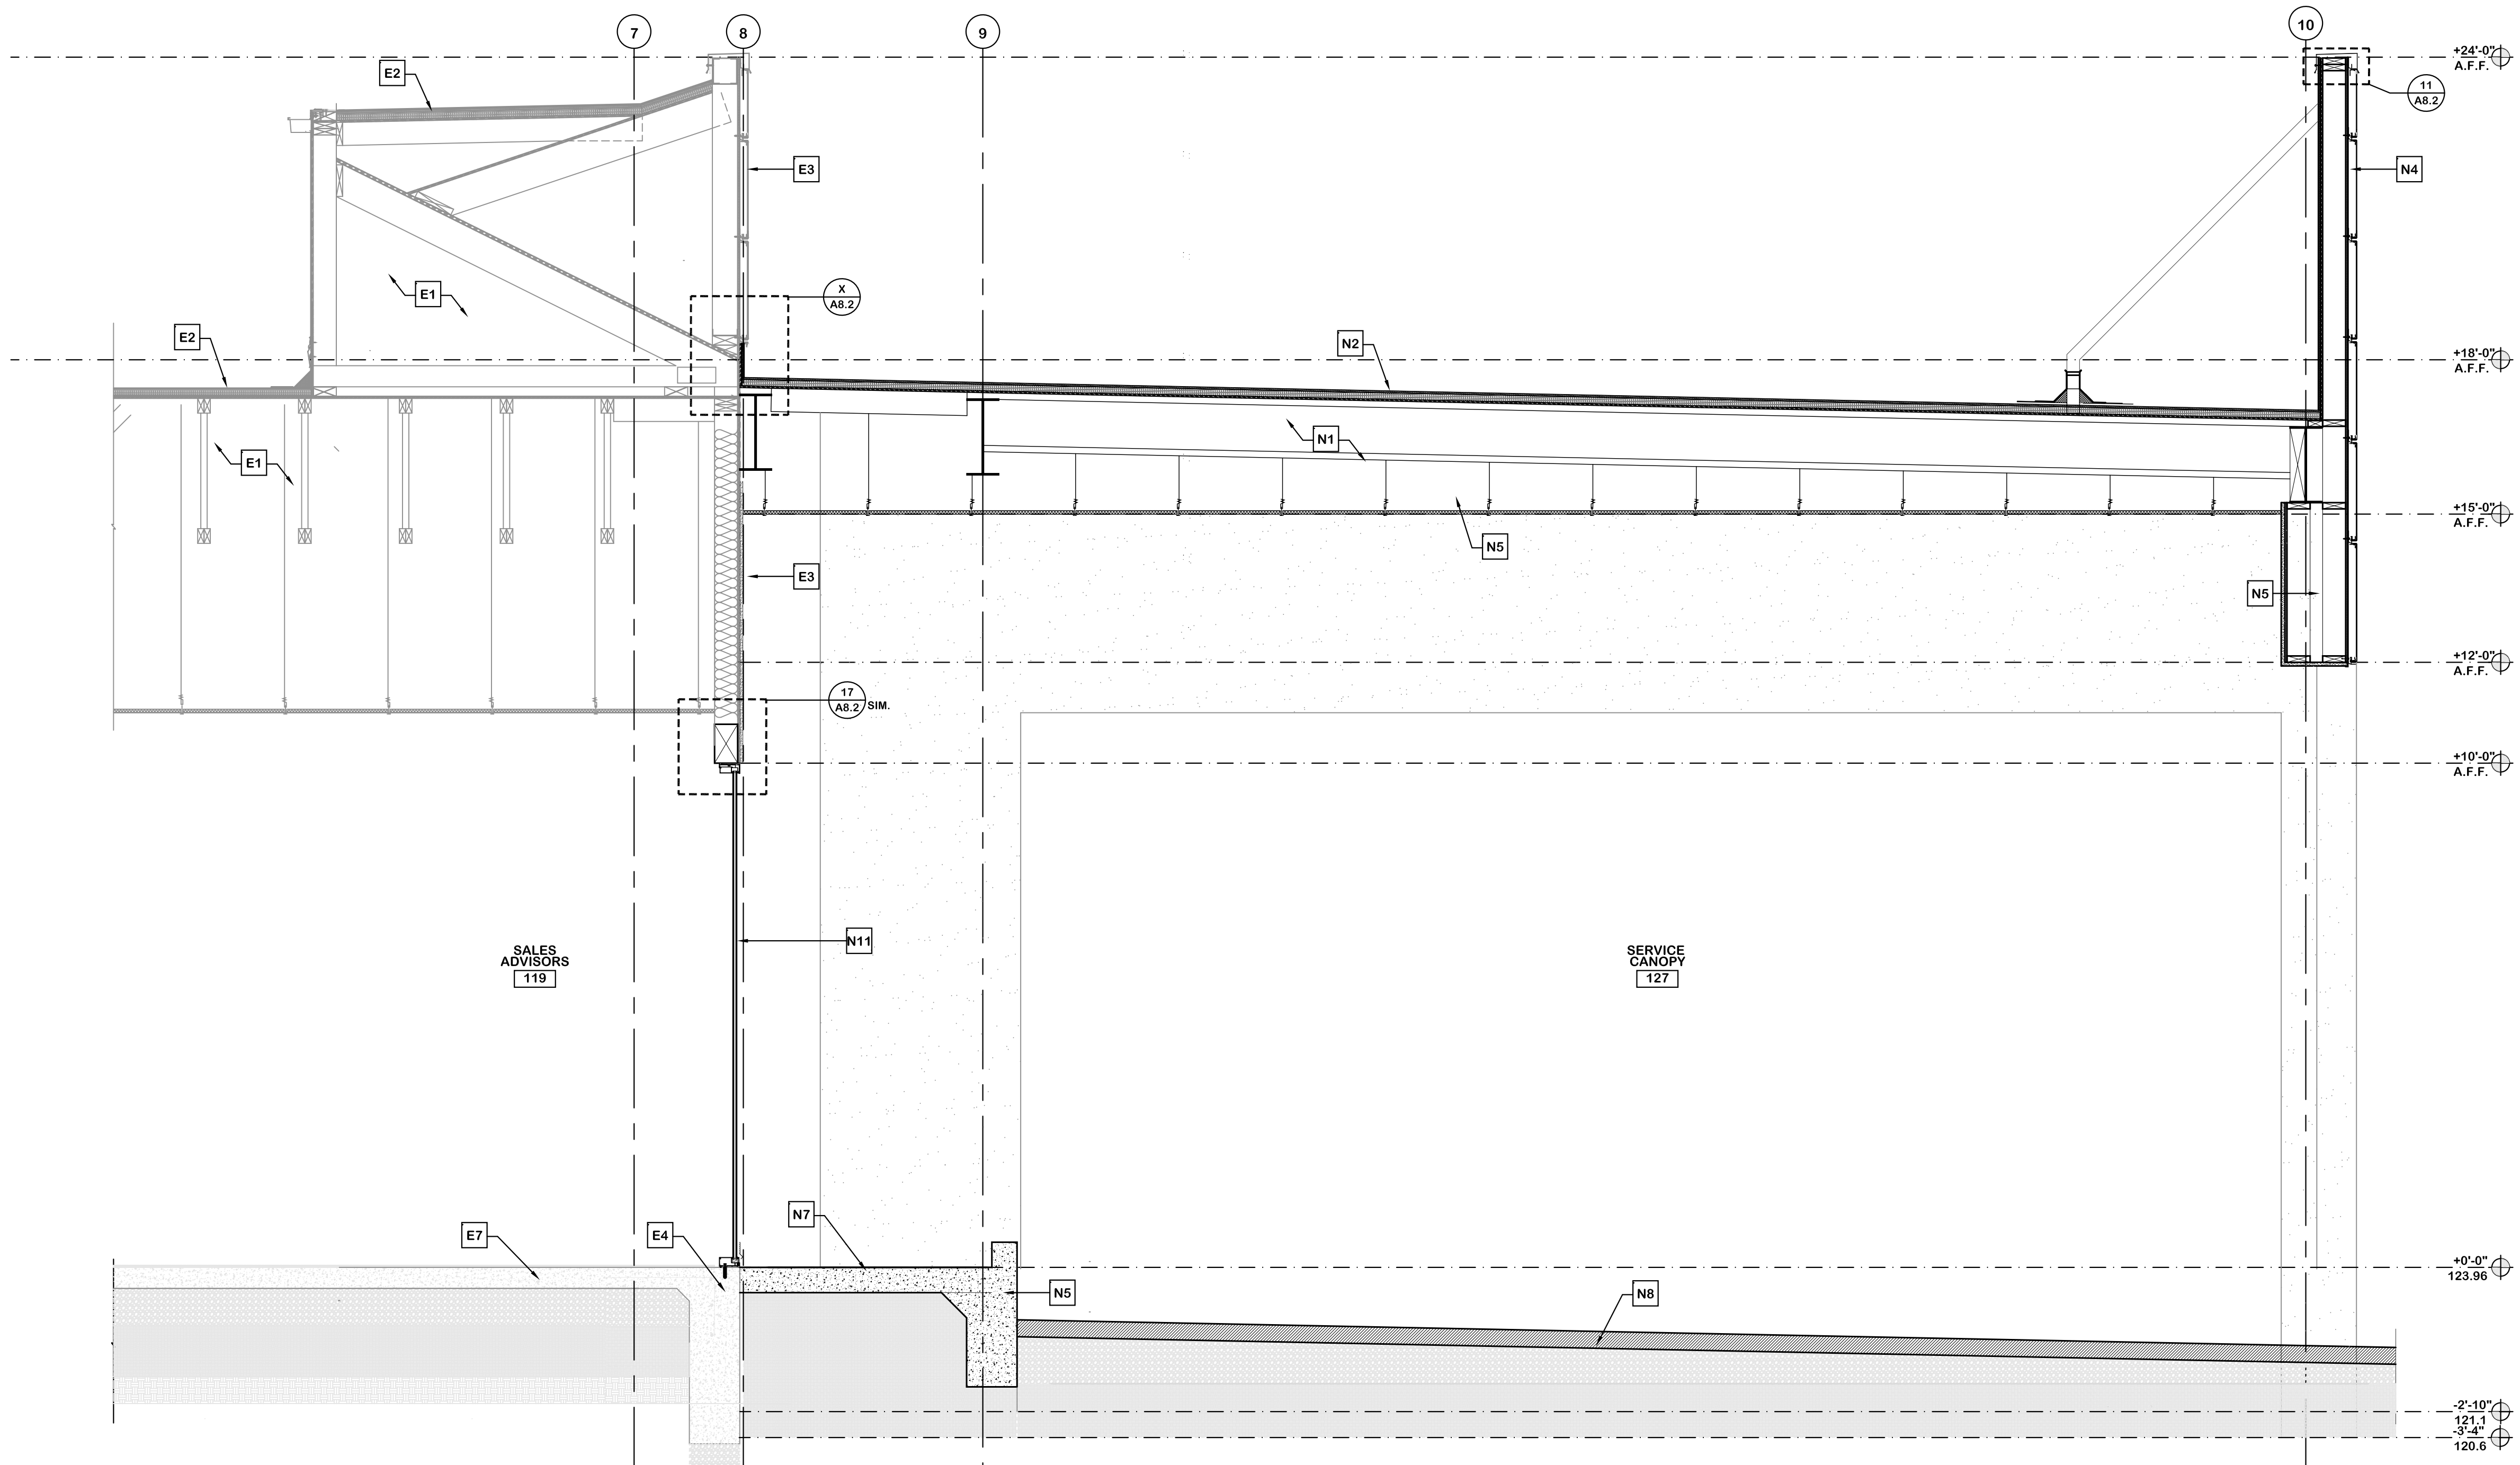 7
8
9
10
+24'-0"
A.F.F.
E2
11
A8.2
E3
N4
E1
X
A8.2
E2
N2
+18'-0"
A.F.F.
N1
E1
+15'-0"
A.F.F.
N5
E3
N5
+12'-0"
A.F.F.
17
A8.2
SIM.
+10'-0"
A.F.F.
N11
SALES
ADVISORS
119
SERVICE
CANOPY
127
N7
E7
E4
+0'-0"
123.96
N5
N8
-2'-10"
121.1
-3'-4"
120.6